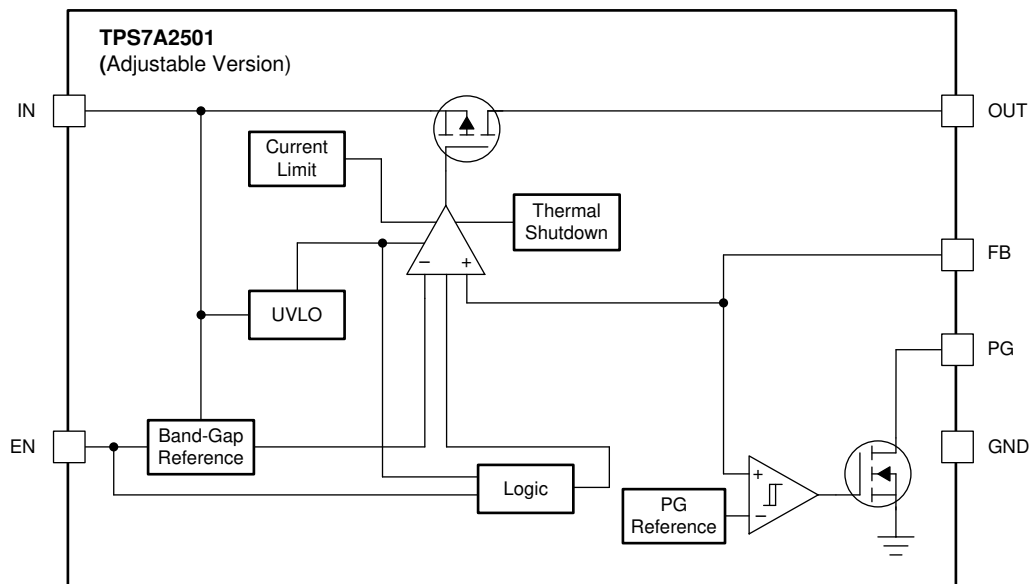 TPS7A2501
(Adjustable Version)
IN
OUT
Current
Limit
Thermal
Shutdown
−
+
FB
UVLO
PG
EN
Band-Gap
Reference
GND
Logic
+
−
PG
Reference